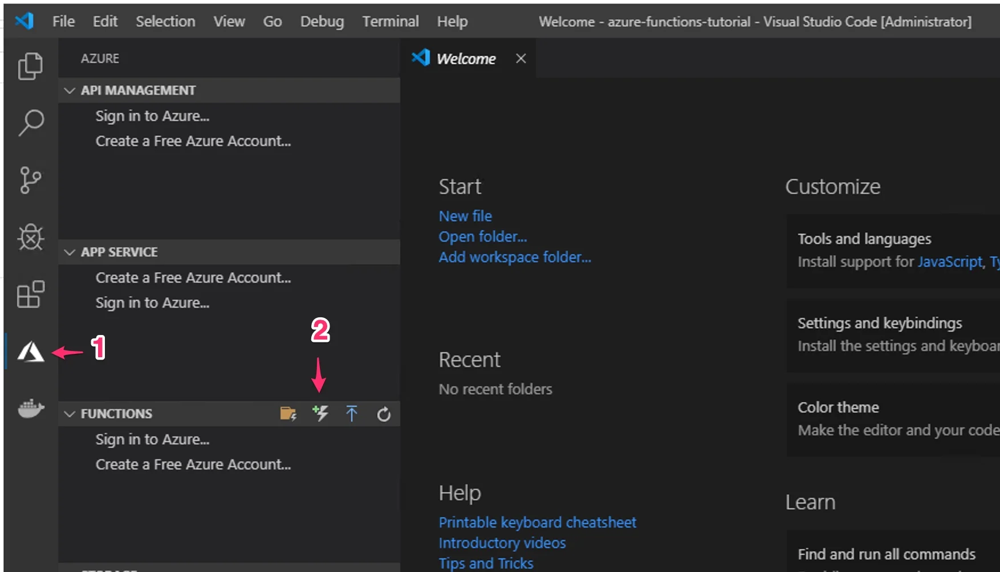 File Edit Selection View Go Debug Terminal Help Welcome - azure-functions-tutorial - Visual Studio Code [Administrator]
AZURE
Welcome
API MANAGEMENT
Sign in to Azure...
Create a Free Azure Account...
APP SERVICE
Create a Free Azure Account...
Sign in to Azure...
1
2
FUNCTIONS
Sign in to Azure...
Create a Free Azure Account...
STORAGE
Start
New file
Open folder...
Add workspace folder...
Recent
No recent folders
Help
Printable keyboard cheatsheet
Introductory videos
Tips and Tricks
Customize
Tools and languages
Install support for JavaScript, Ty
Settings and keybindings
Install the settings and keyboar
Color theme
Make the editor and your code
Learn
Find and run all commands